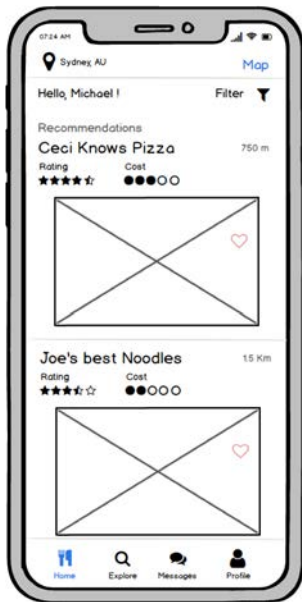 07:24 AM
Sydney, AU Map
Hello, Michael ! Filter
Recommendations
Ceci Knows Pizza 750 m
Rating Cost
Joe's best Noodles 1.5 Km
Rating Cost
Home Explore Messages Profile